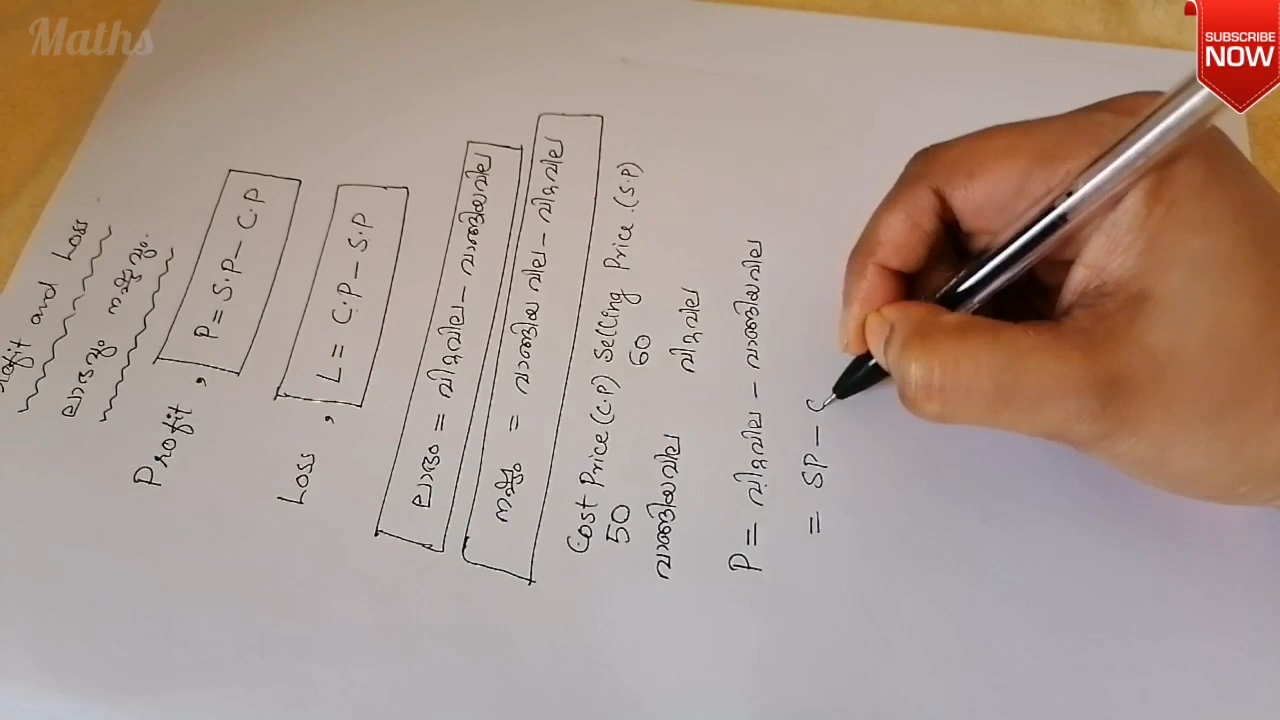 Maths
SUBSCRIBE
NOW
and Loss
ലാഭവും നഷ്ടവും.
Profit, P = S.P - C.P
Loss, L = C.P - S.P
ലാഭം = വിറ്റവില - വാങ്ങിയവില
നഷ്ടം = വാങ്ങിയ വില - വിറ്റവില
Cost Price (C.P) Selling Price. (S.P)
50 60
വാങ്ങിയവില വിറ്റവില
P = വിറ്റവില - വാങ്ങിയവില
= SP - C